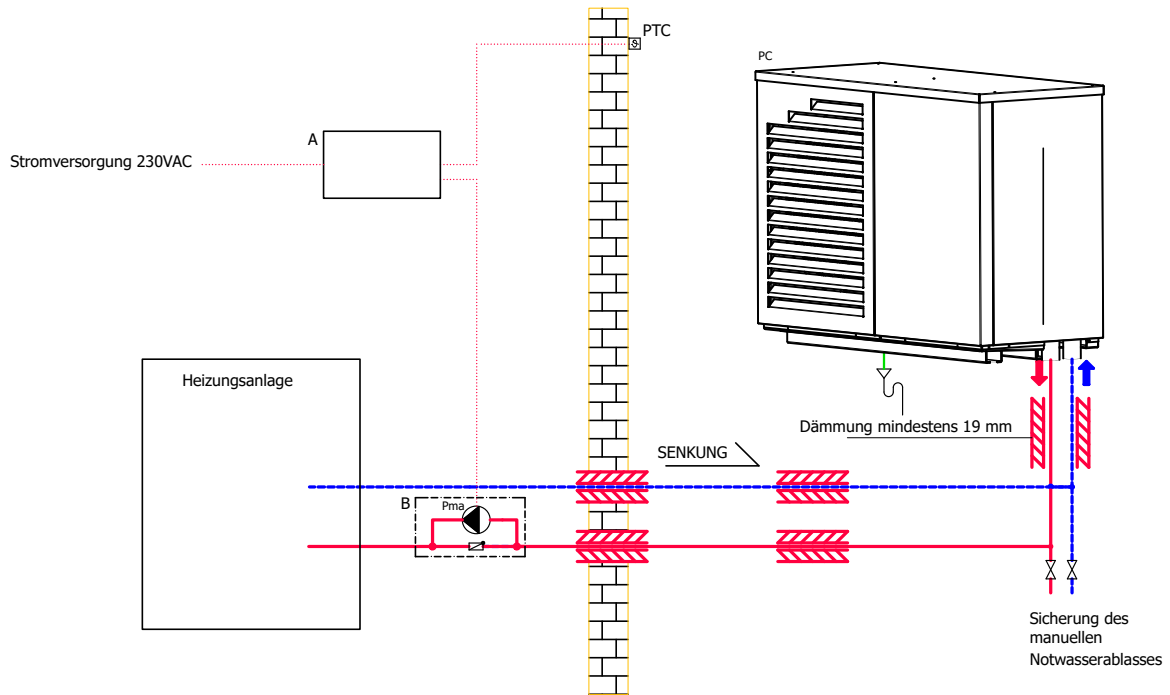 PTC
PC
A
Stromversorgung 230VAC
Heizungsanlage
Dämmung mindestens 19 mm
SENKUNG
B
Pma
Sicherung des
manuellen
Notwasserablasses